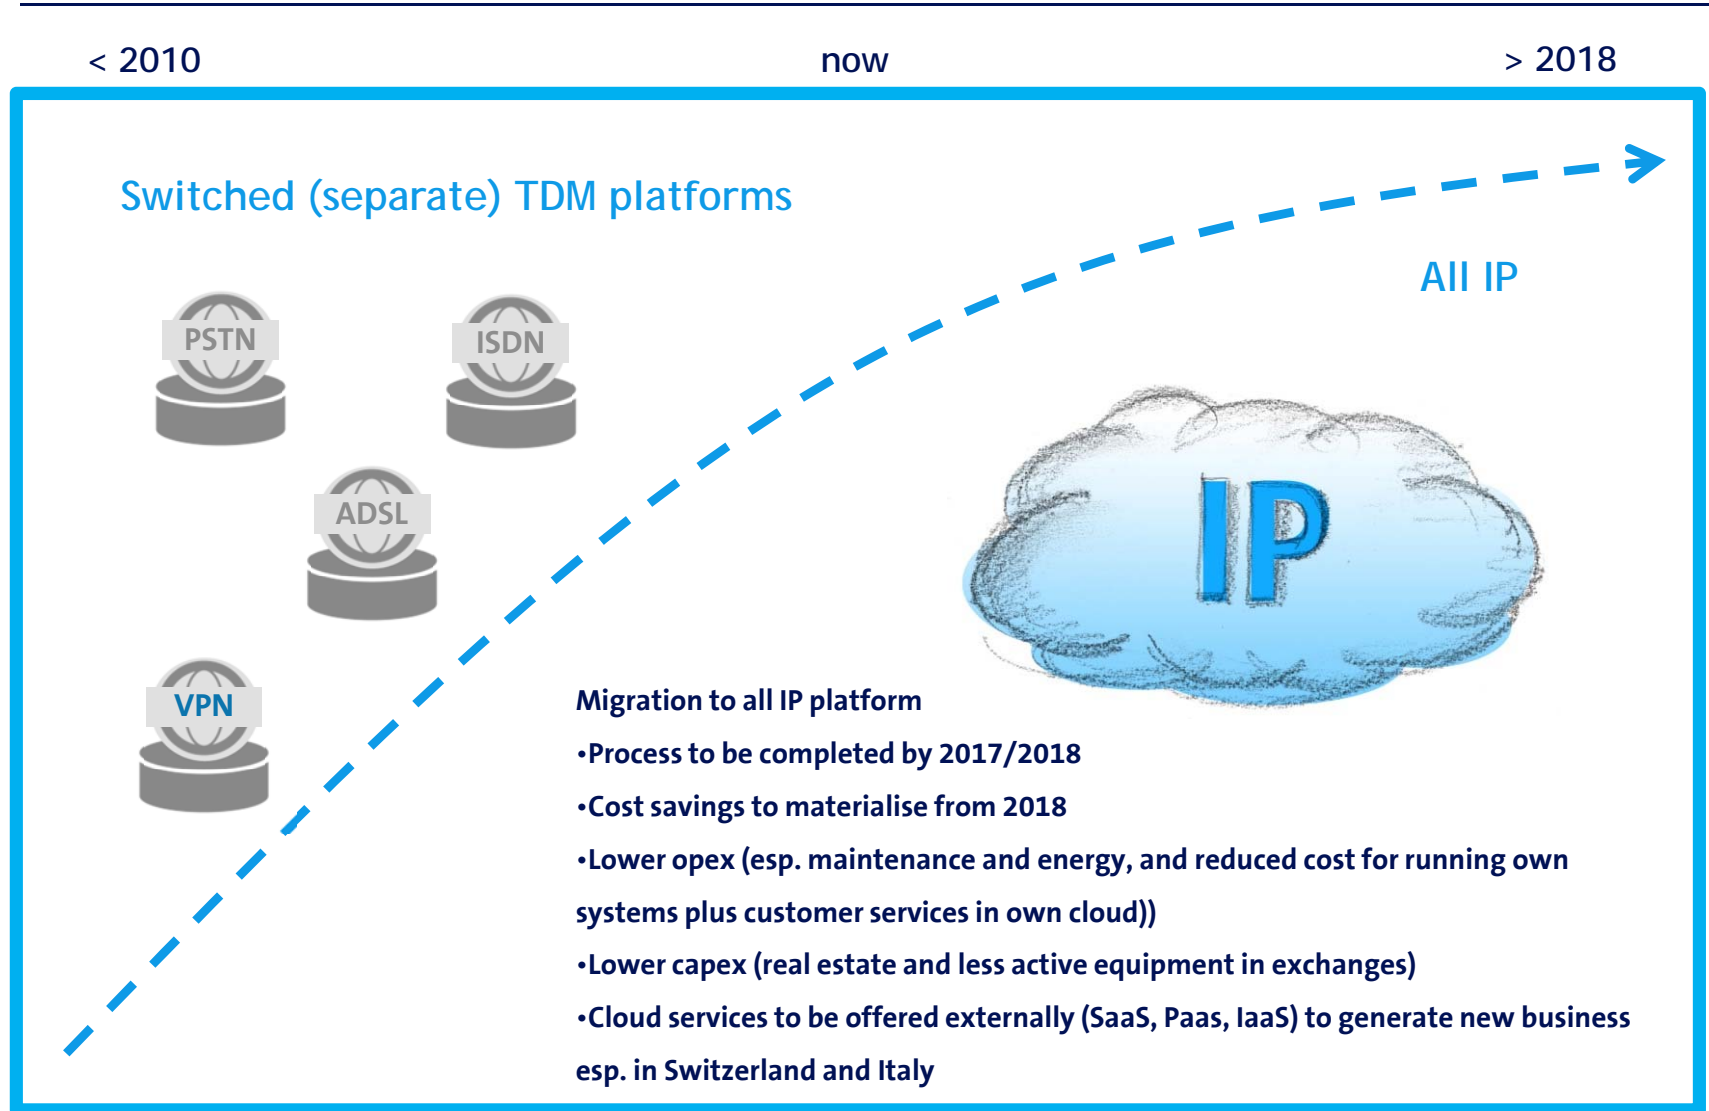 < 2010 now > 2018
Switched (separate) TDM platforms
All IP
PSTN
ISDN
ADSL
IP
VPN
Migration to all IP platform
•Process to be completed by 2017/2018
•Cost savings to materialise from 2018
•Lower opex (esp. maintenance and energy, and reduced cost for running own
systems plus customer services in own cloud))
•Lower capex (real estate and less active equipment in exchanges)
•Cloud services to be offered externally (SaaS, Paas, IaaS) to generate new business
esp. in Switzerland and Italy